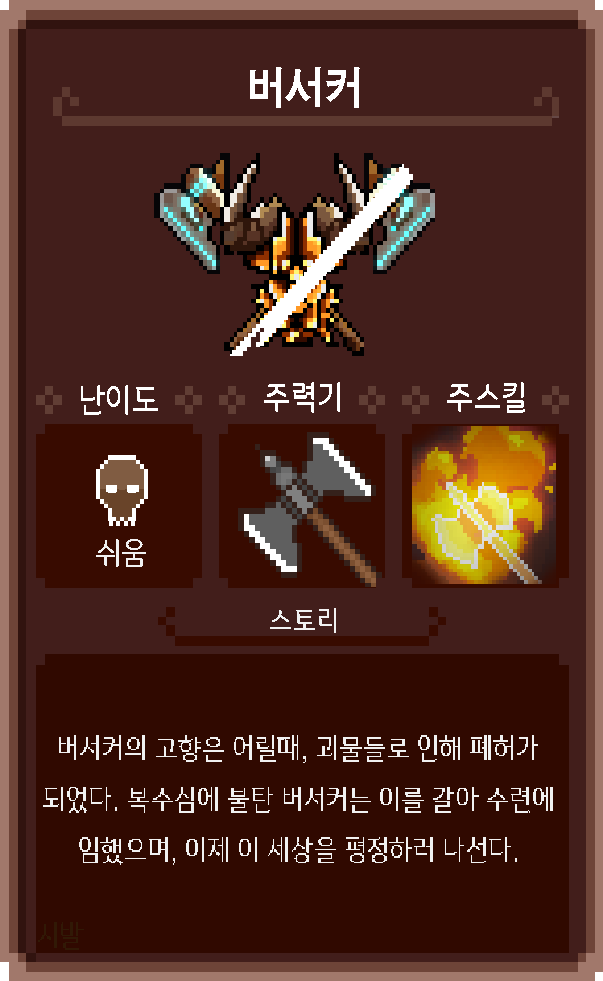 버서커
난이도 주력기 주스킬
쉬움
스토리
버서커의 고향은 어릴때, 괴물들로 인해 폐허가
되었다. 복수심에 불탄 버서커는 이를 갈아 수련에
임했으며, 이제 이 세상을 평정하러 나선다.
시발